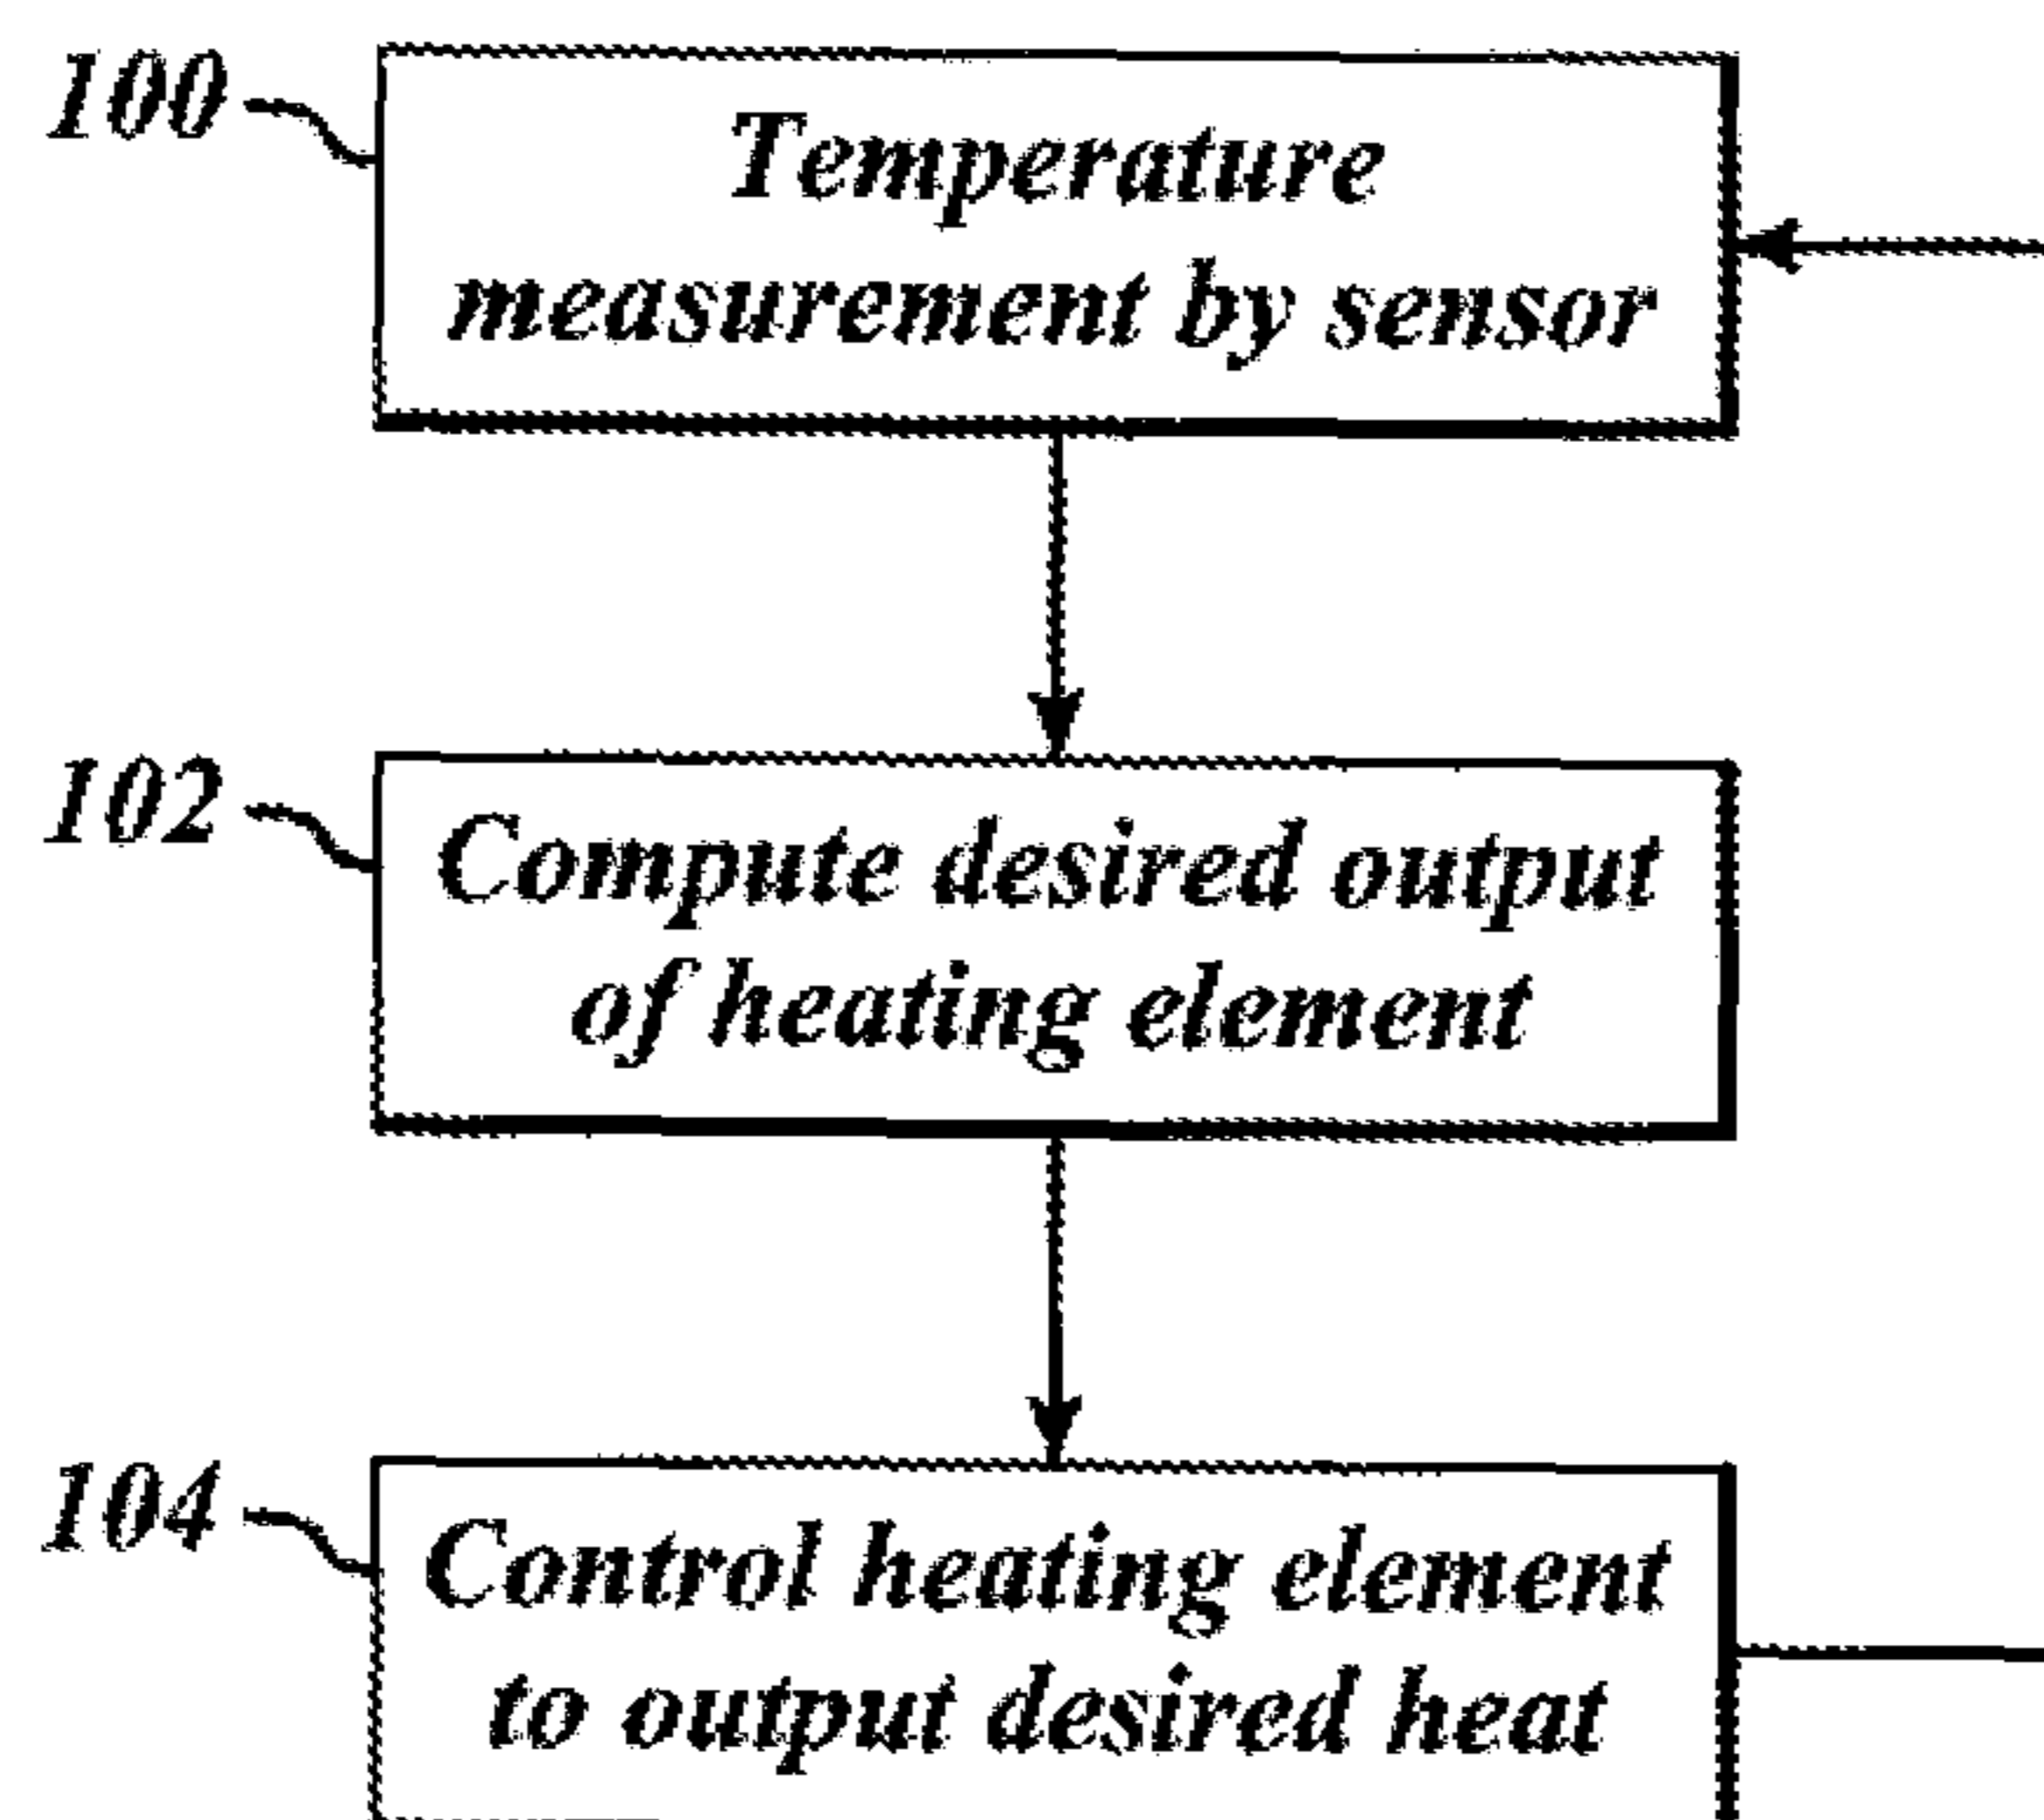 100
Temperature
measurement by sensor
102
Compute desired output
of heating element
104
Control heating element
to output desired heat